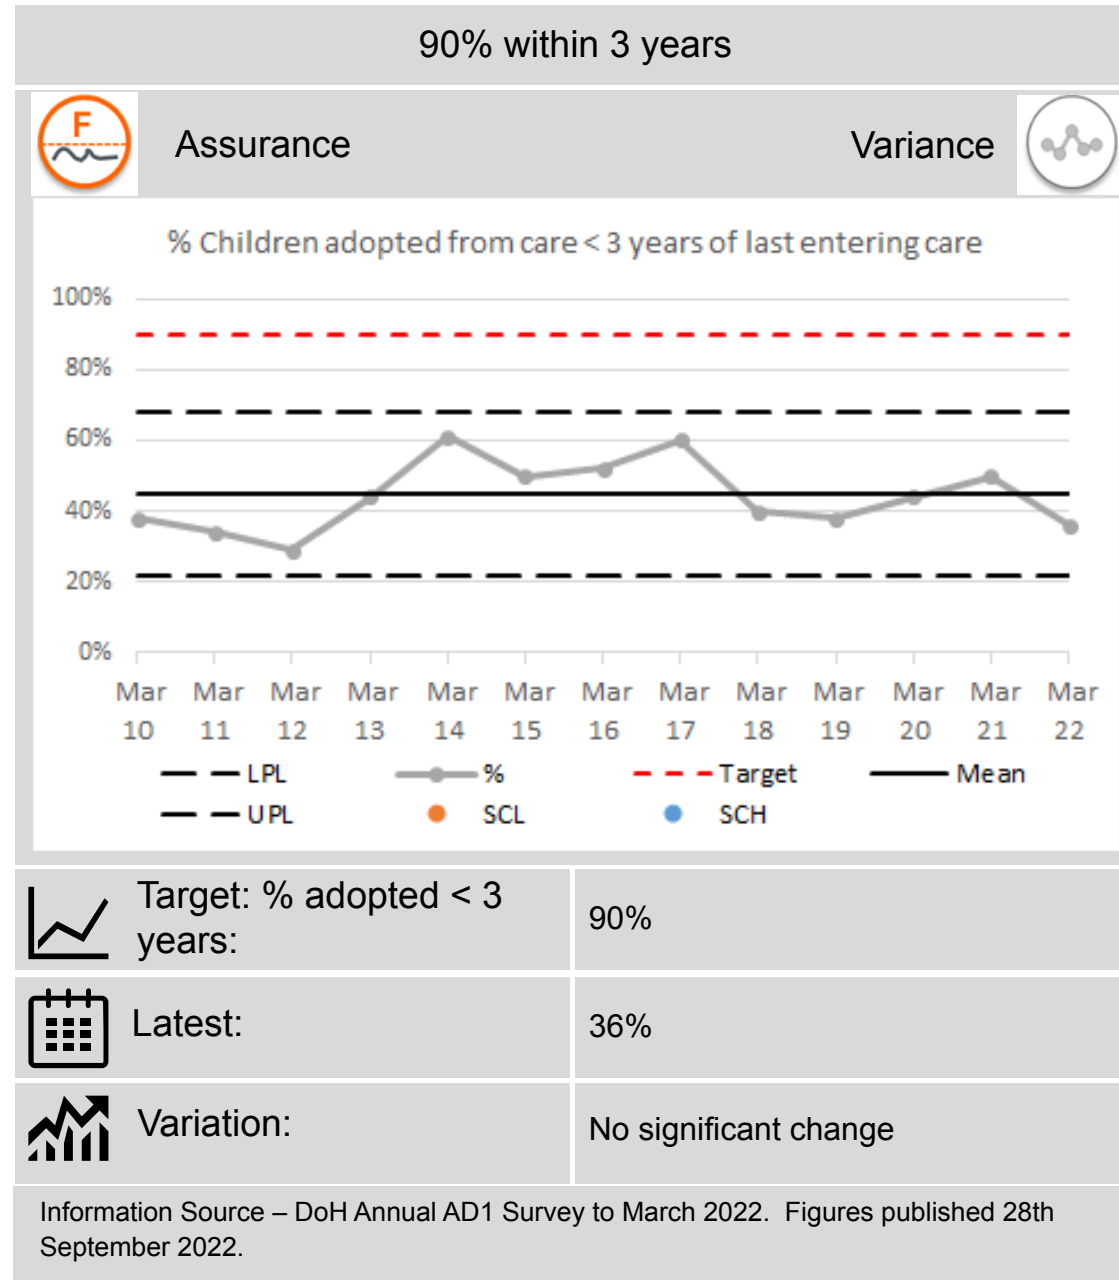 90% within 3 years
F
Assurance
Variance
% Children adopted from care < 3 years of last entering care
100%
80%
60%
40%
20%
0%
Mar Mar Mar Mar Mar Mar Mar Mar Mar Mar Mar Mar Mar
10 11 12 13 14 15 16 17 18 19 20 21 22
LPL % Target Mean
UPL SCL SCH
Target: % adopted < 3
years:
90%
Latest:
36%
Variation:
No significant change
Information Source – DoH Annual AD1 Survey to March 2022.  Figures published 28th
September 2022.